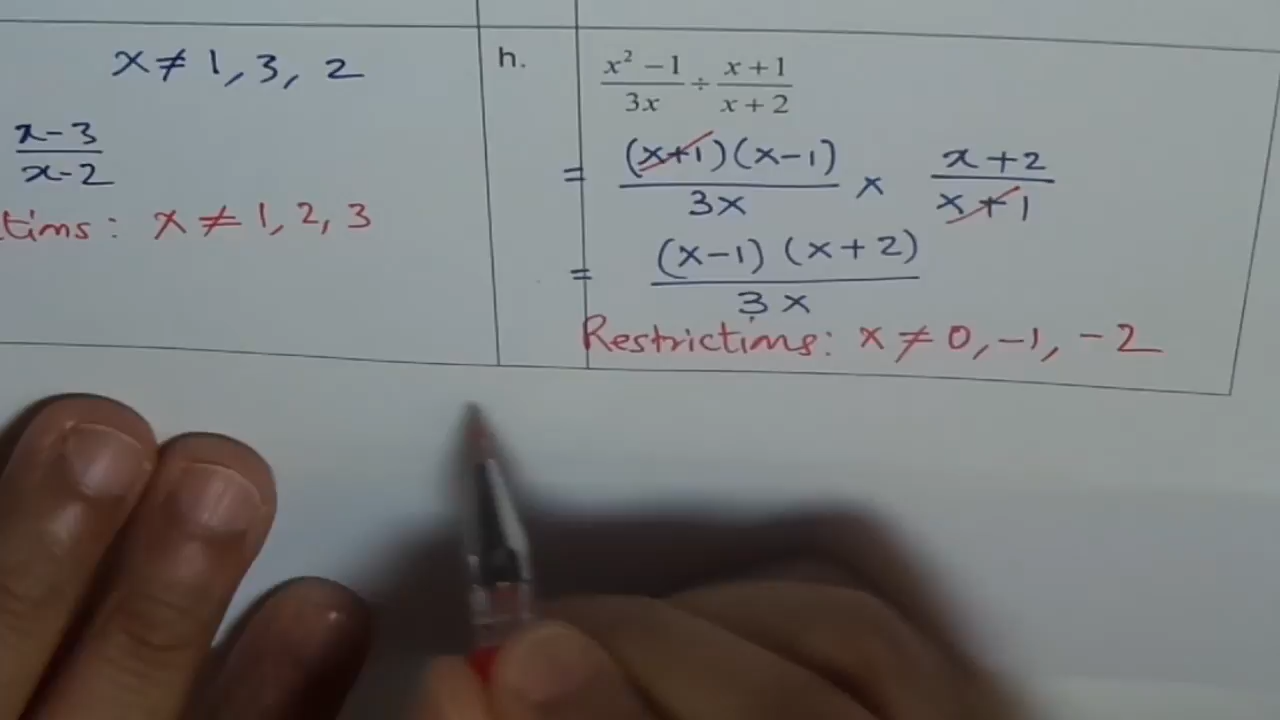 x ≠ 1, 3, 2
x-3
x-2
tims: x ≠ 1, 2, 3
h.
x² - 1 / 3x ÷ x + 1 / x + 2
= (x+1)(x-1) / 3x × x+2 / x+1
= (x-1) (x+2) / 3x
Restrictims: x ≠ 0, -1, -2